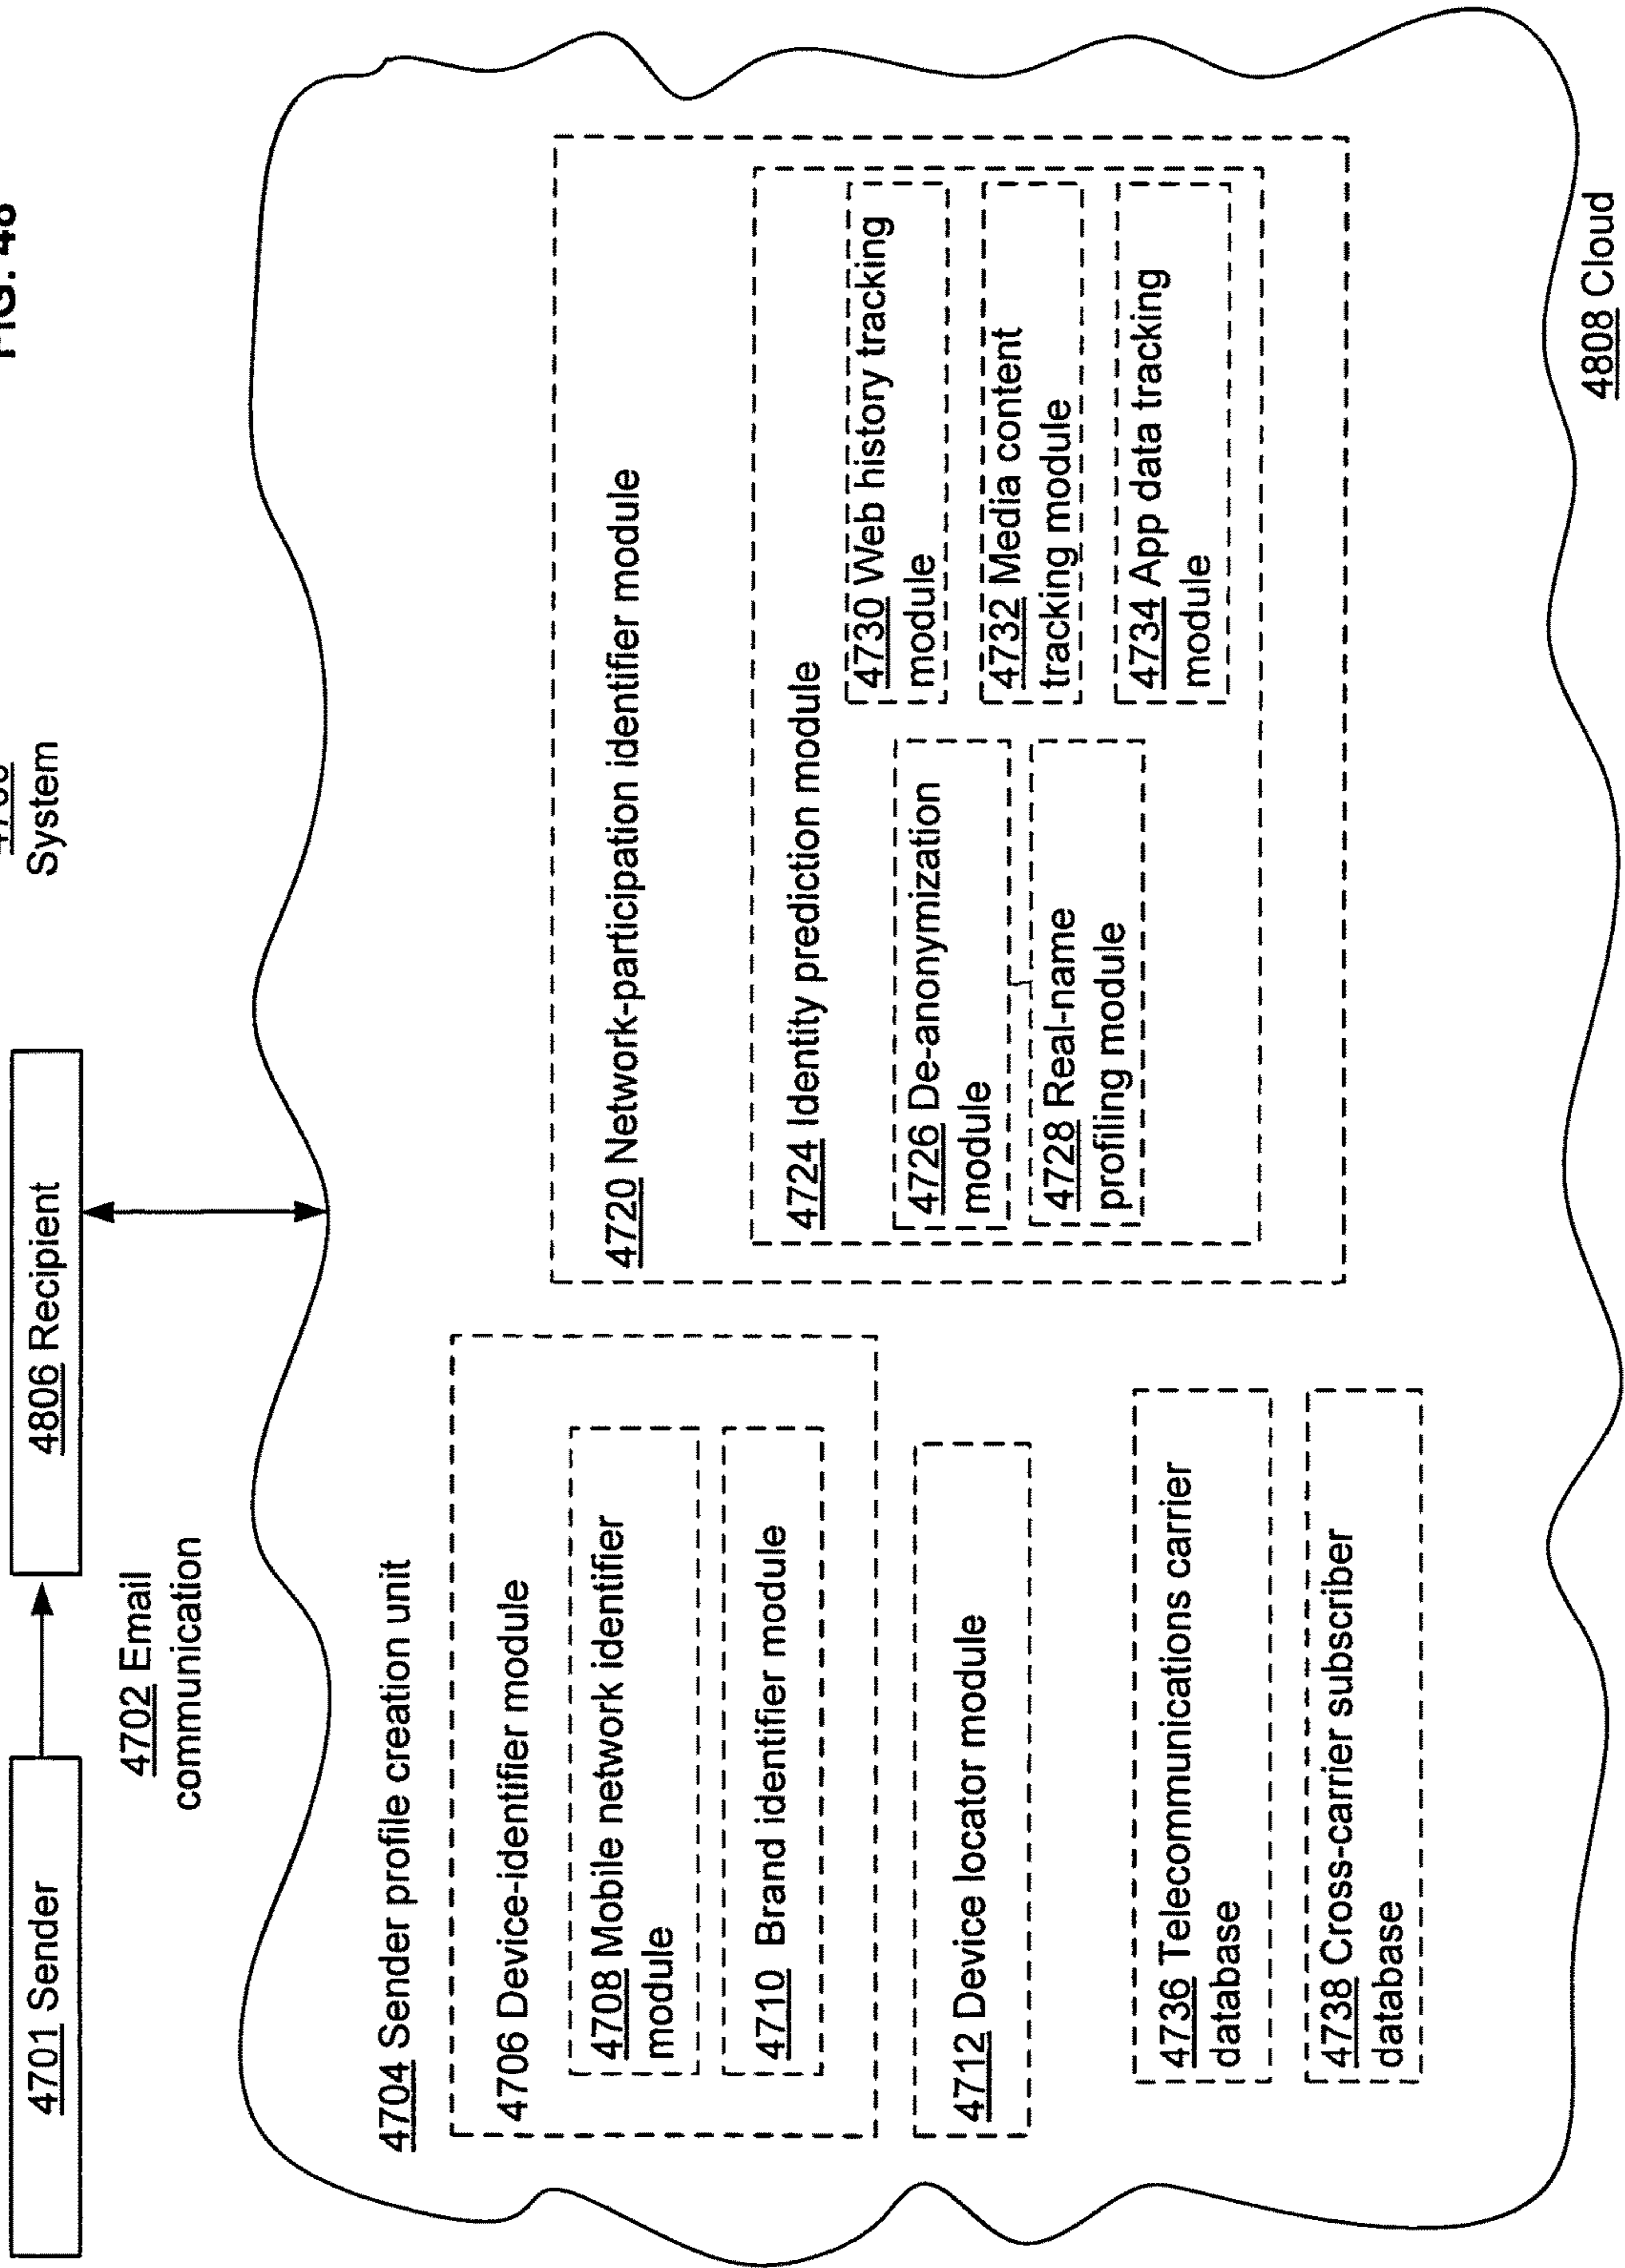 FIG. 48
System
4701 Sender
4806 Recipient
4702 Email
communication
4704 Sender profile creation unit
4706 Device-identifier module
4708 Mobile network identifier
module
4710 Brand identifier module
4712 Device locator module
4736 Telecommunications carrier
database
4738 Cross-carrier subscriber
database
4720 Network-participation identifier module
4724 Identity prediction module
4726 De-anonymization
module
4728 Real-name
profiling module
4730 Web history tracking
module
4732 Media content
tracking module
4734 App data tracking
module
4808 Cloud